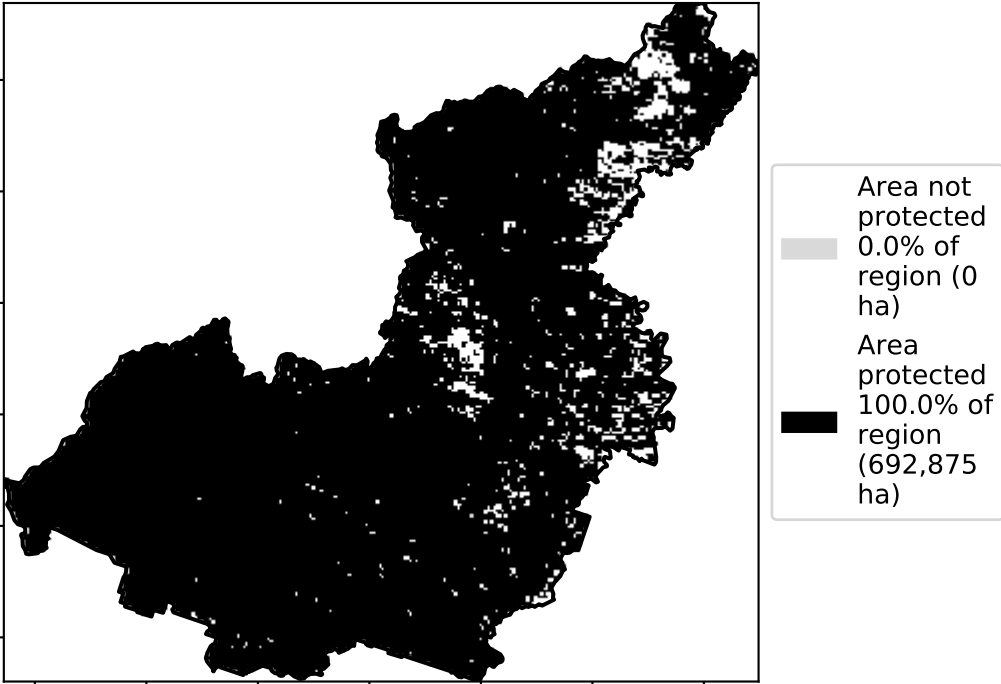 Area not
protected
0.0% of
region (0
ha)
Area
protected
100.0% of
region
(692,875
ha)